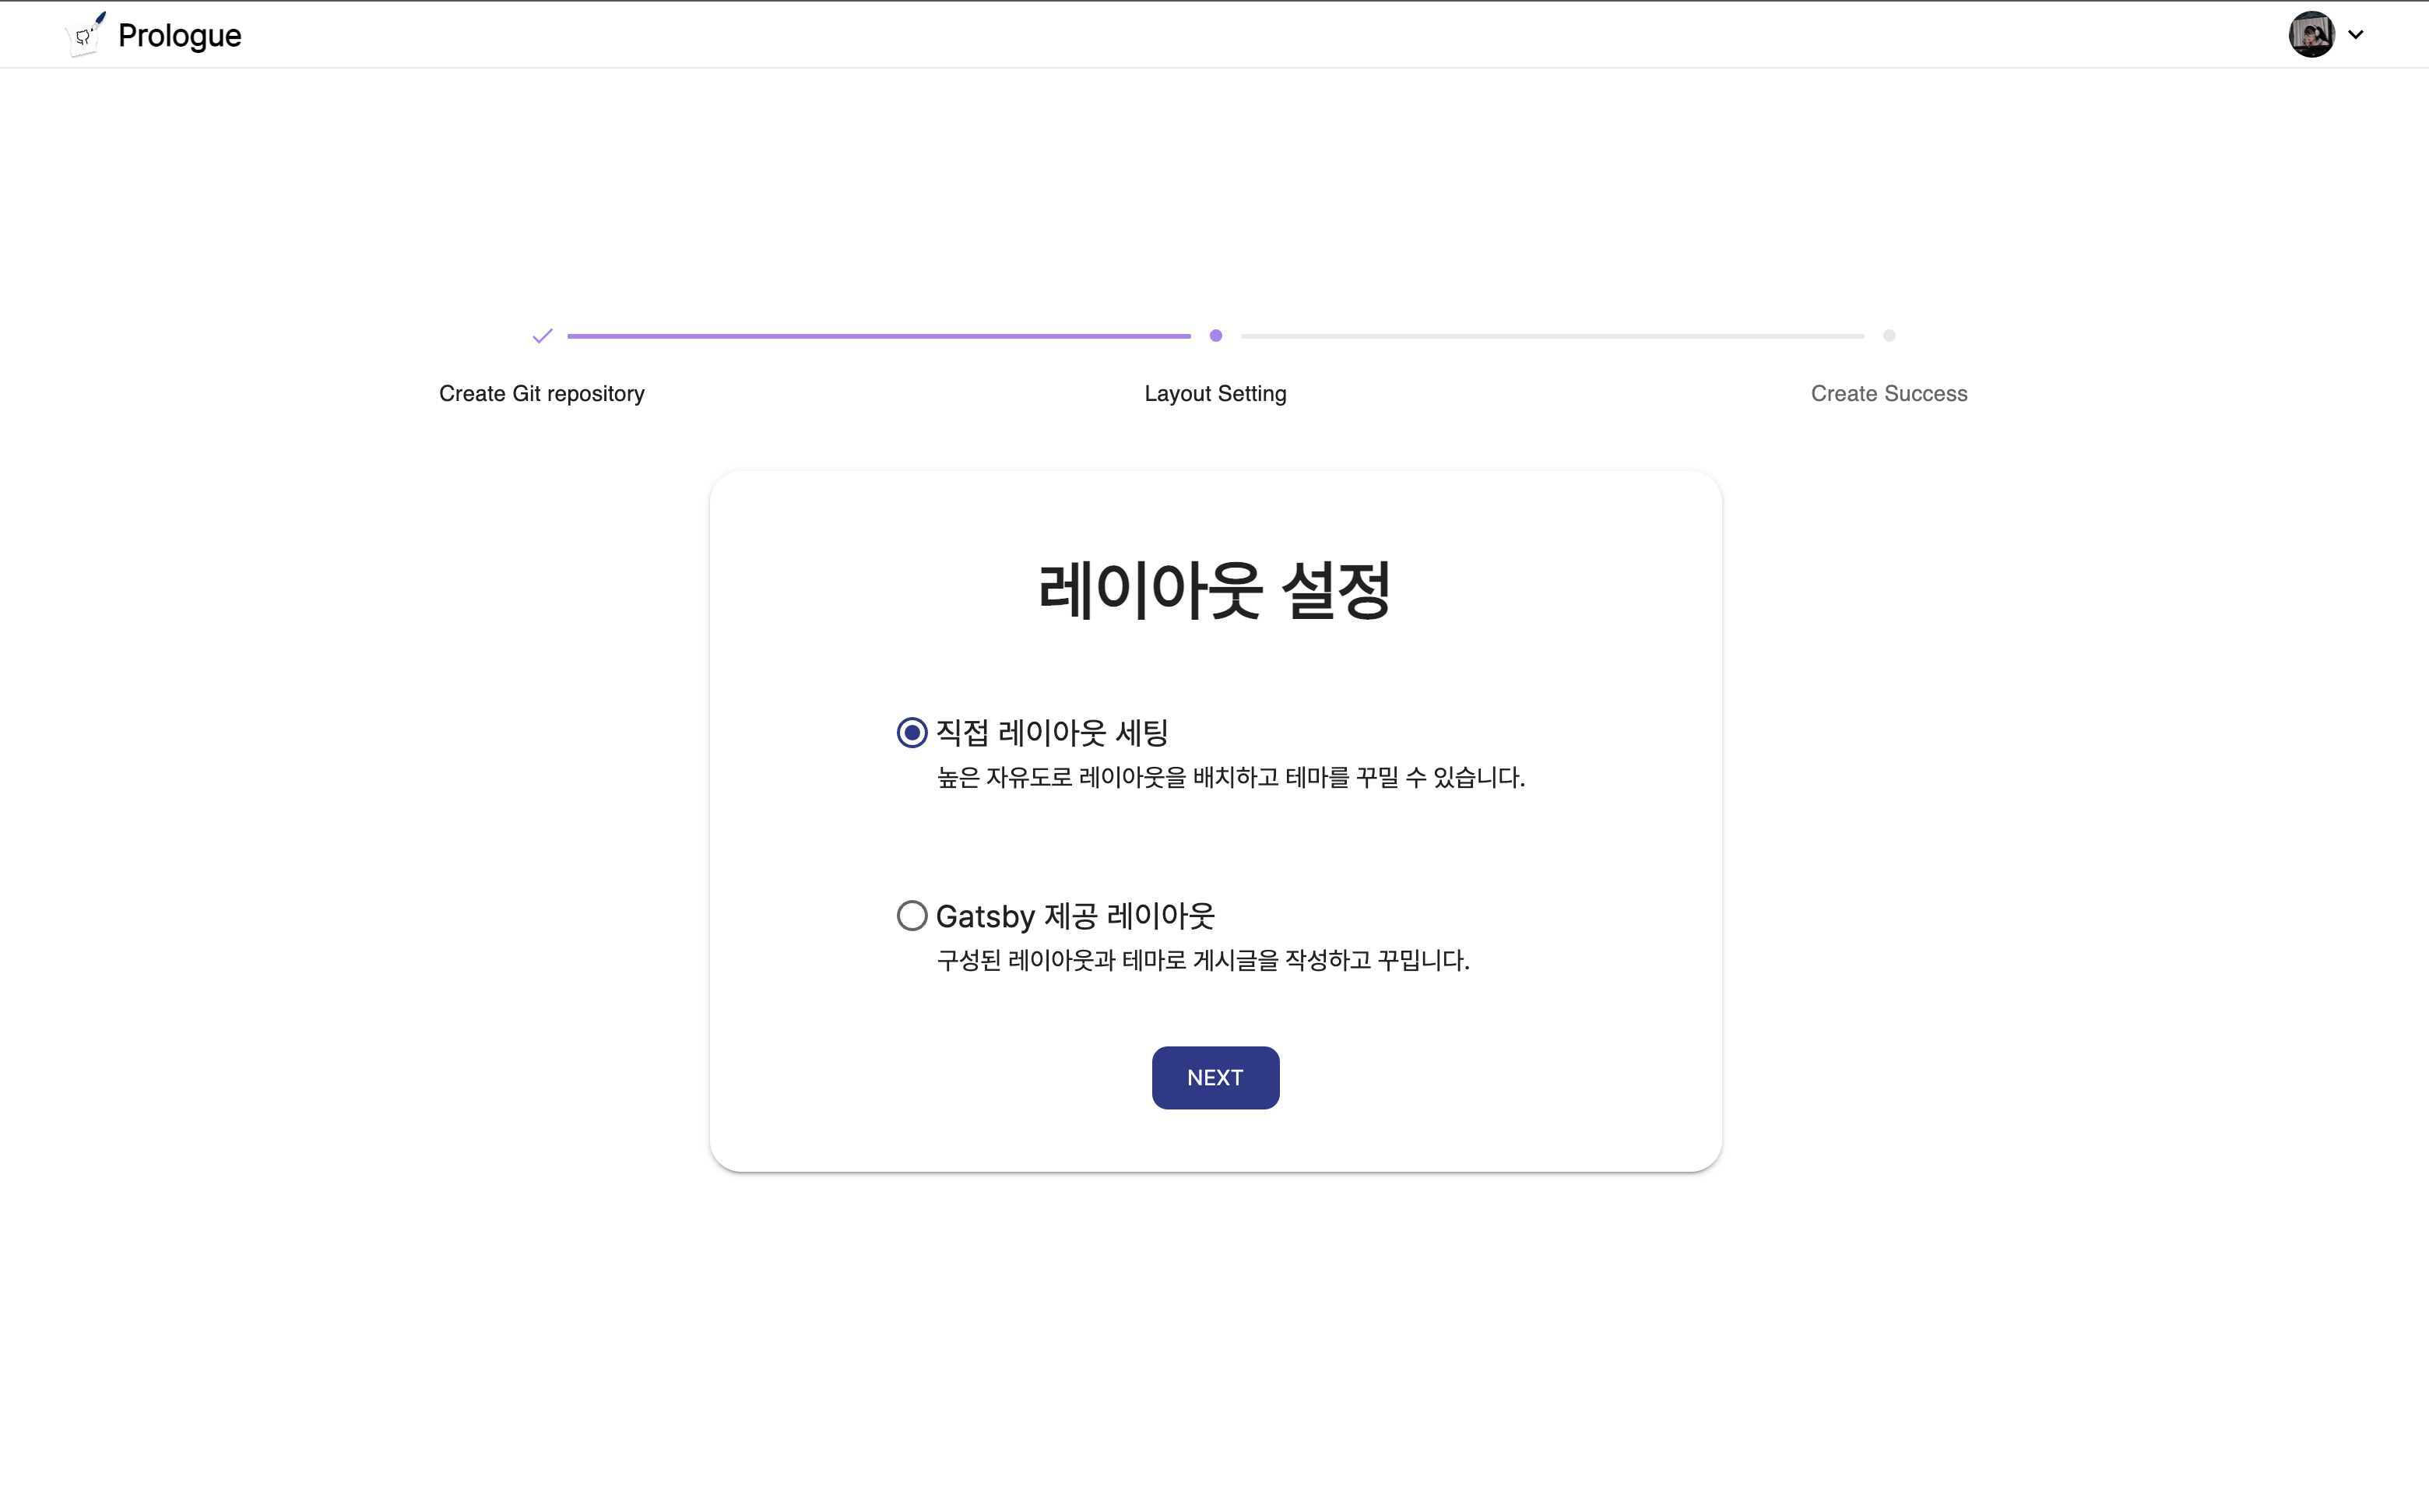 Prologue
Create Git repository
Layout Setting
Create Success
레이아웃 설정
직접 레이아웃 세팅
높은 자유도로 레이아웃을 배치하고 테마를 꾸밀 수 있습니다.
Gatsby 제공 레이아웃
구성된 레이아웃과 테마로 게시글을 작성하고 꾸밉니다.
NEXT